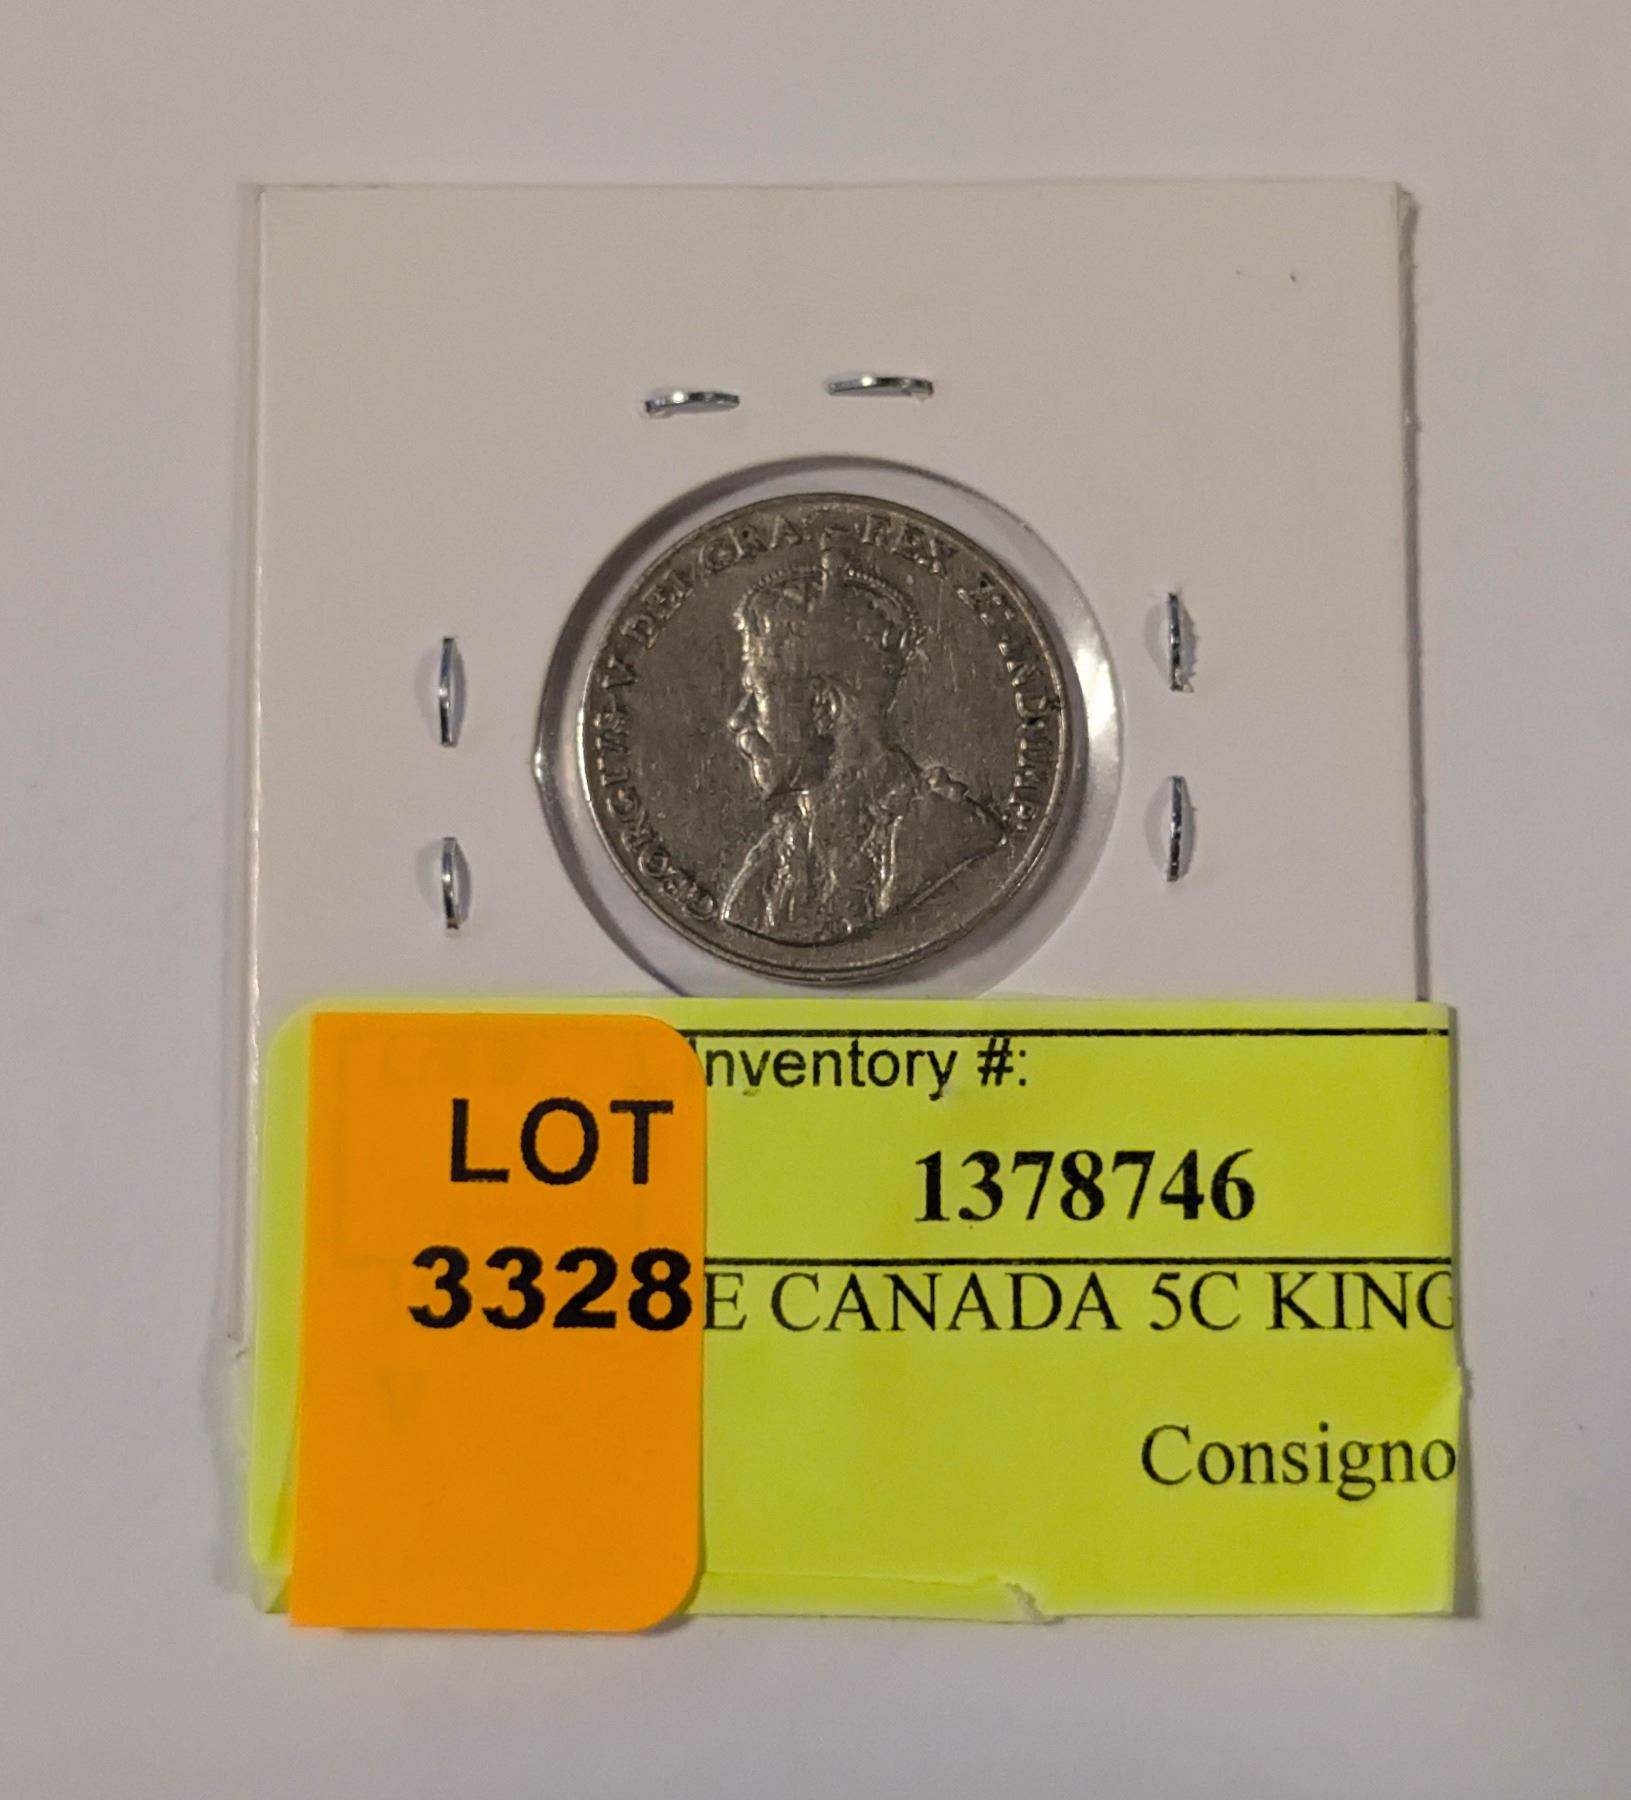 GEORGIVS V DEI GRA: REX ET IND: IMP:
Inventory #:
LOT
1378746
3328
E CANADA 5C KING
Consigno